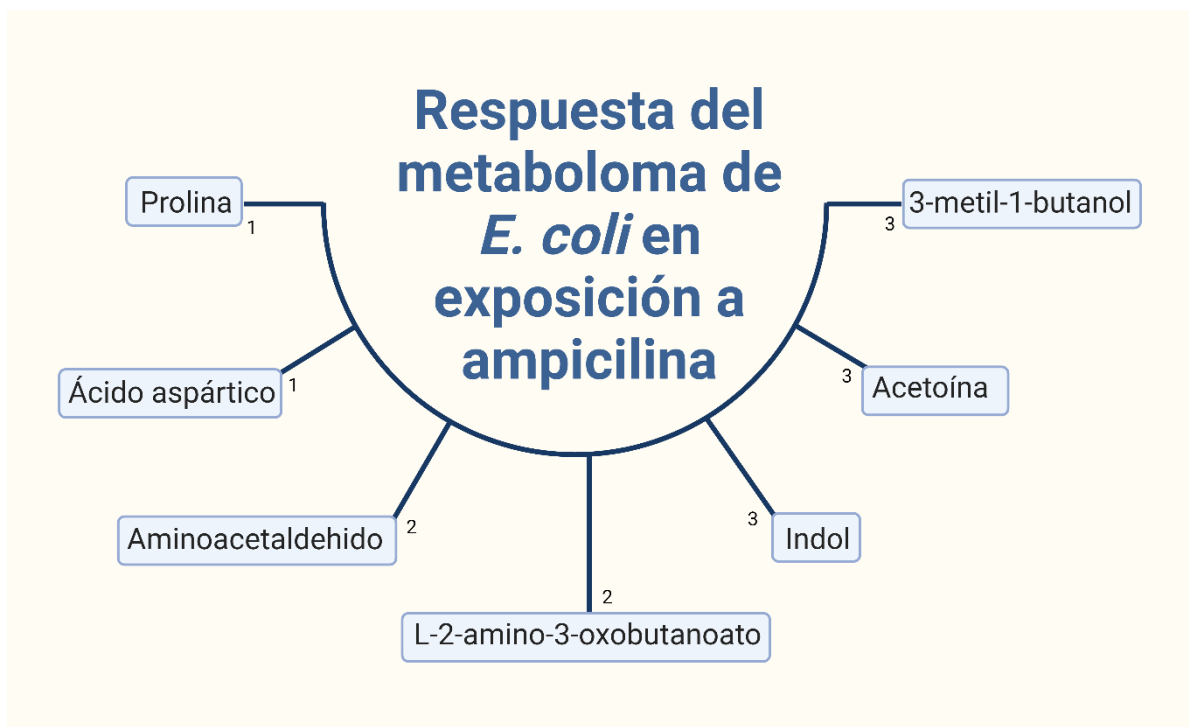 Respuesta del
metaboloma de
E. coli en
exposición a
ampicilina
Prolina
1
Ácido aspártico
1
Aminoacetaldehido
2
L-2-amino-3-oxobutanoato
2
Indol
3
Acetoína
3
3-metil-1-butanol
3